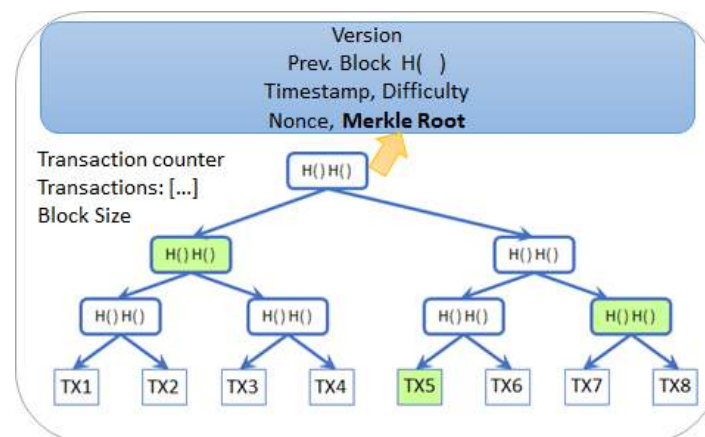 Version
Prev. Block H( )
Timestamp, Difficulty
Nonce, Merkle Root
Transaction counter
Transactions: [...]
Block Size
H() H()
H() H()
H() H()
H() H()
H() H()
H() H()
H() H()
TX1
TX2
TX3
TX4
TX5
TX6
TX7
TX8